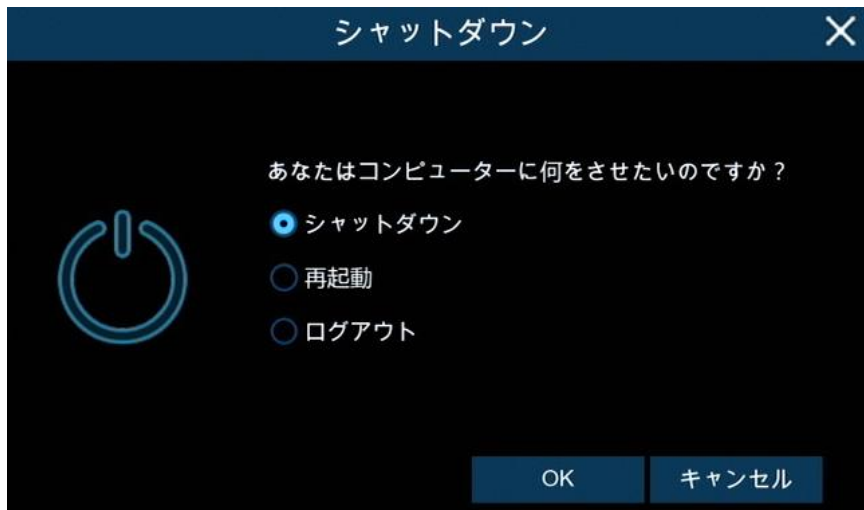 シャットダウン
あなたはコンピューターに何をさせたいのですか？
シャットダウン
再起動
ログアウト
OK
キャンセル